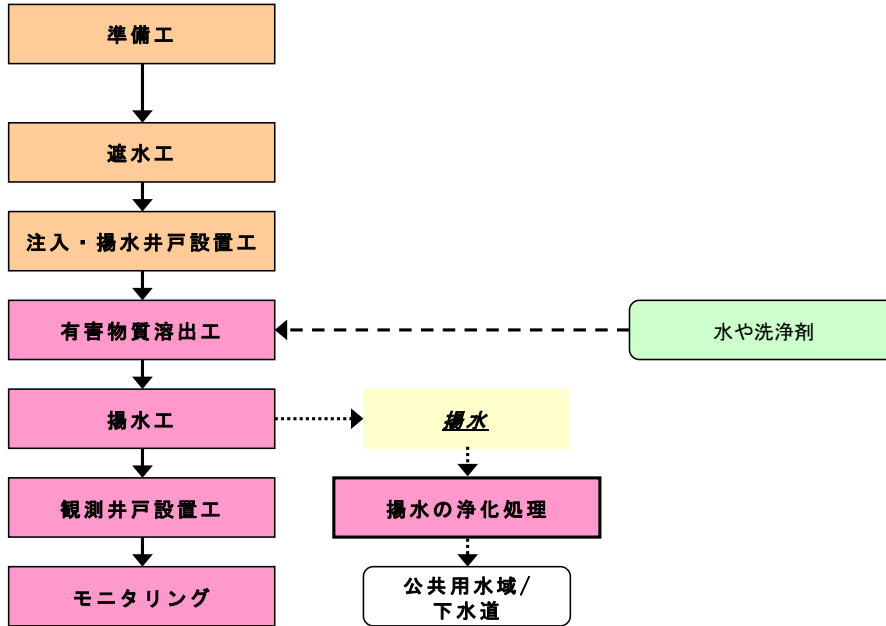 準備工
遮水工
注入・揚水井戸設置工
有害物質溶出工
水や洗浄剤
揚水工
揚水
観測井戸設置工
揚水の浄化処理
モニタリング
公共用水域/
下水道